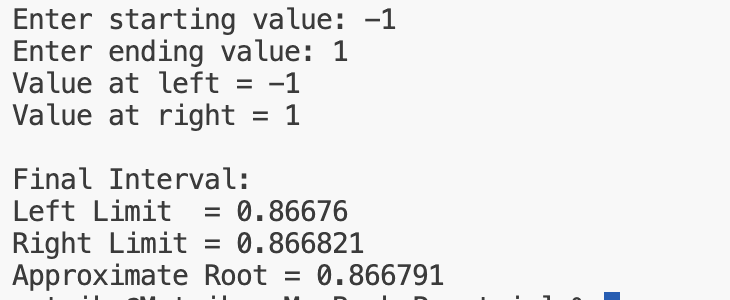 Enter starting value: -1
Enter ending value: 1
Value at left = -1
Value at right = 1
Final Interval:
Left Limit  = 0.86676
Right Limit = 0.866821
Approximate Root = 0.866791